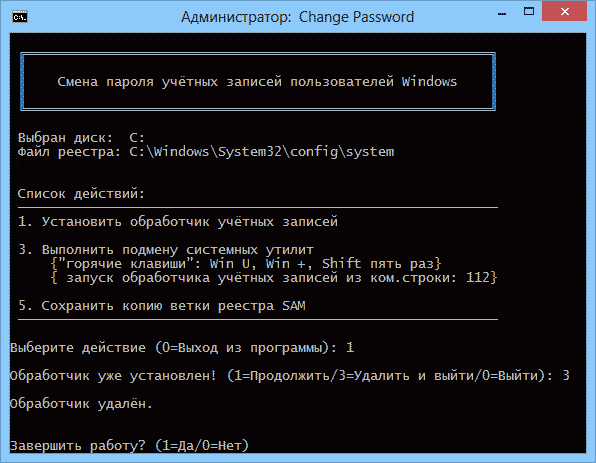 Администратор: Change Password
Смена пароля учётных записей пользователей Windows
Выбран диск: C:
Файл реестра: C:\Windows\System32\config\system
Список действий:
1. Установить обработчик учётных записей
3. Выполнить подмену системных утилит
{"горячие клавиши": Win U, Win +, Shift пять раз}
{ запуск обработчика учётных записей из ком.строки: 112}
5. Сохранить копию ветки реестра SAM
Выберите действие (0=Выход из программы): 1
Обработчик уже установлен! (1=Продолжить/3=Удалить и выйти/0=Выйти): 3
Обработчик удалён.
Завершить работу? (1=Да/0=Нет)